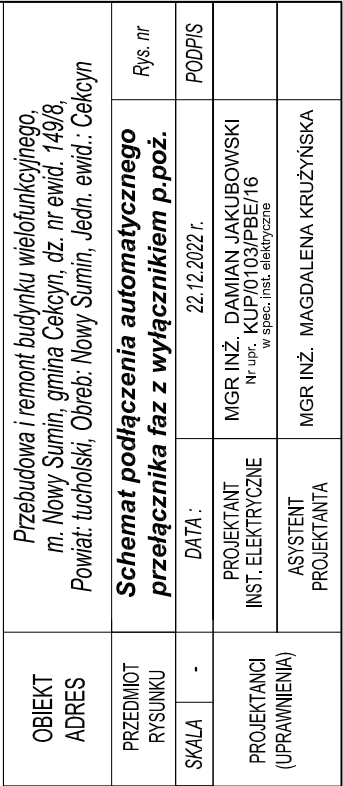 OBIEKT
ADRES
Przebudowa i remont budynku wielofunkcyjnego,
m. Nowy Sumin, gmina Cekcyn, dz. nr ewid. 149/8,
Powiat: tucholski, Obreb: Nowy Sumin, Jedn. ewid.: Cekcyn
PRZEDMIOT
RYSUNKU
Schemat podłączenia automatycznego
przełącznika faz z wyłącznikiem p.poż.
Rys. nr
SKALA - DATA : 22.12.2022 r. PODPIS
PROJEKTANCI
(UPRAWNIENIA)
PROJEKTANT
INST. ELEKTRYCZNE
MGR INŻ. DAMIAN JAKUBOWSKI
Nr upr. KUP/0103/PBE/16
w spec. inst. elektryczne
ASYSTENT
PROJEKTANTA
MGR INŻ. MAGDALENA KRUŻYŃSKA